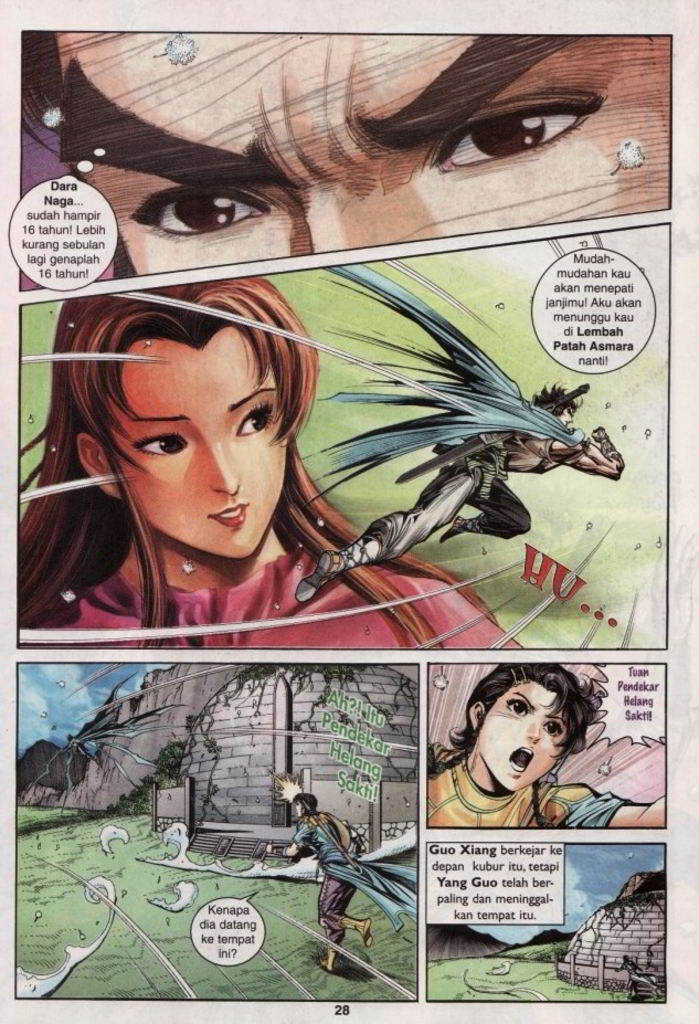 Dara
Naga...
sudah hampir
16 tahun! Lebih
kurang sebulan
lagi genaplah
16 tahun!
Mudah-
mudahan kau
akan menepati
janjimu! Aku akan
menunggu kau
di Lembah
Patah Asmara
nanti!
HU...
Ah?! Itu
Pendekar
Helang
Sakti!
Kenapa
dia datang
ke tempat
ini?
Tuan
Pendekar
Helang
Sakti!
Guo Xiang berkejar ke
depan kubur itu, tetapi
Yang Guo telah ber-
paling dan meninggal-
kan tempat itu.
28